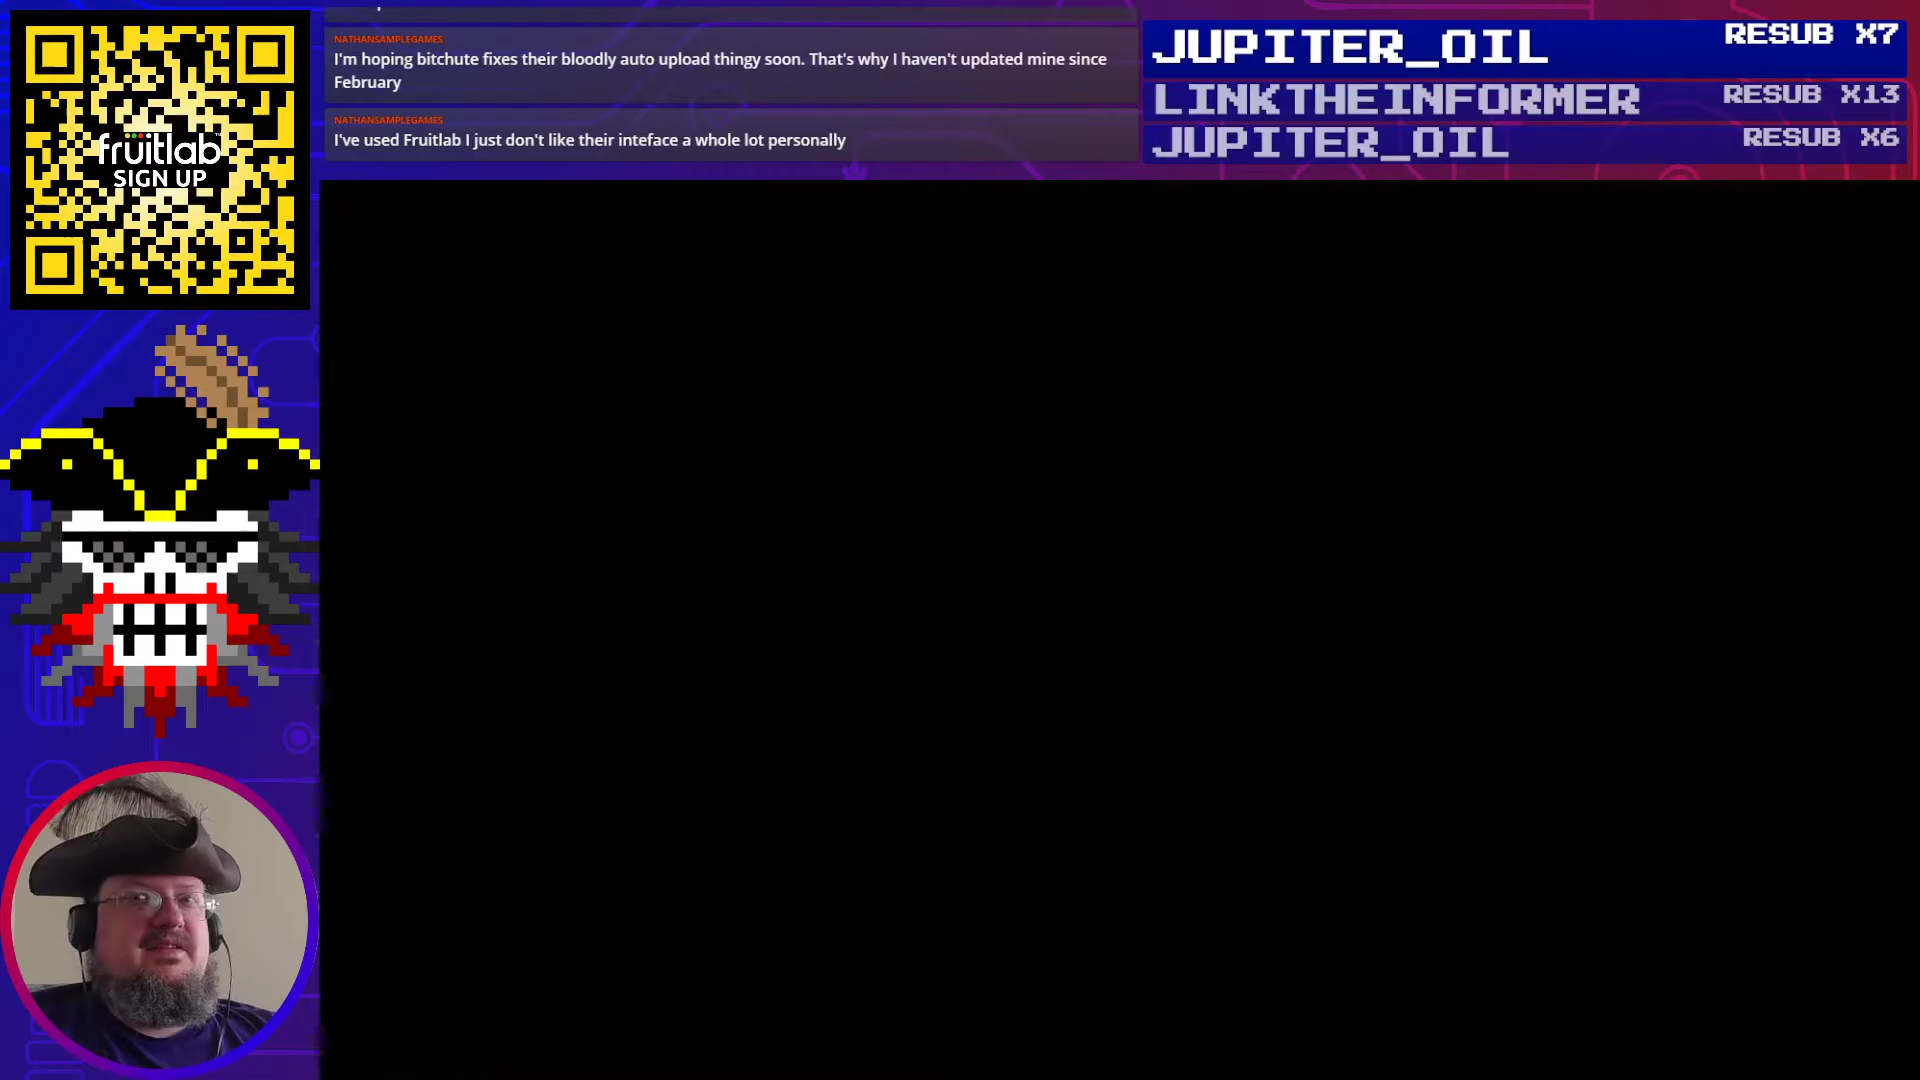 fruitlab
SIGN UP
NATHANSAMPLEGAMES
I'm hoping bitchute fixes their bloodly auto upload thingy soon. That's why I haven't updated mine since
February
NATHANSAMPLEGAMES
I've used Fruitlab I just don't like their inteface a whole lot personally
JUPITER_OIL RESUB X7
LINKTHEINFORMER RESUB X13
JUPITER_OIL RESUB X6